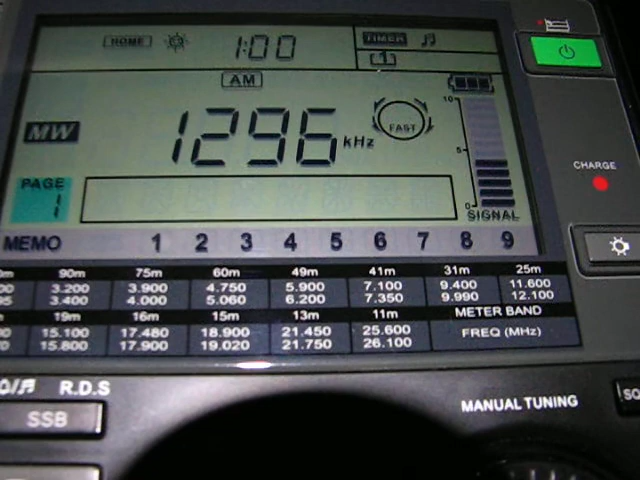 HOME 1:00 TIMER
1
AM
MW 1296 kHz FAST
10
5
0
PAGE 1
SIGNAL
CHARGE
MEMO 1 2 3 4 5 6 7 8 9
90m 75m 60m 49m 41m 31m 25m
3.200 3.900 4.750 5.900 7.100 9.400 11.600
3.400 4.000 5.060 6.200 7.350 9.990 12.100
19m 16m 15m 13m 11m METER BAND
15.100 17.480 18.900 21.450 25.600 FREQ (MHz)
15.800 17.900 19.020 21.750 26.100
R.D.S
SSB
MANUAL TUNING
SQ